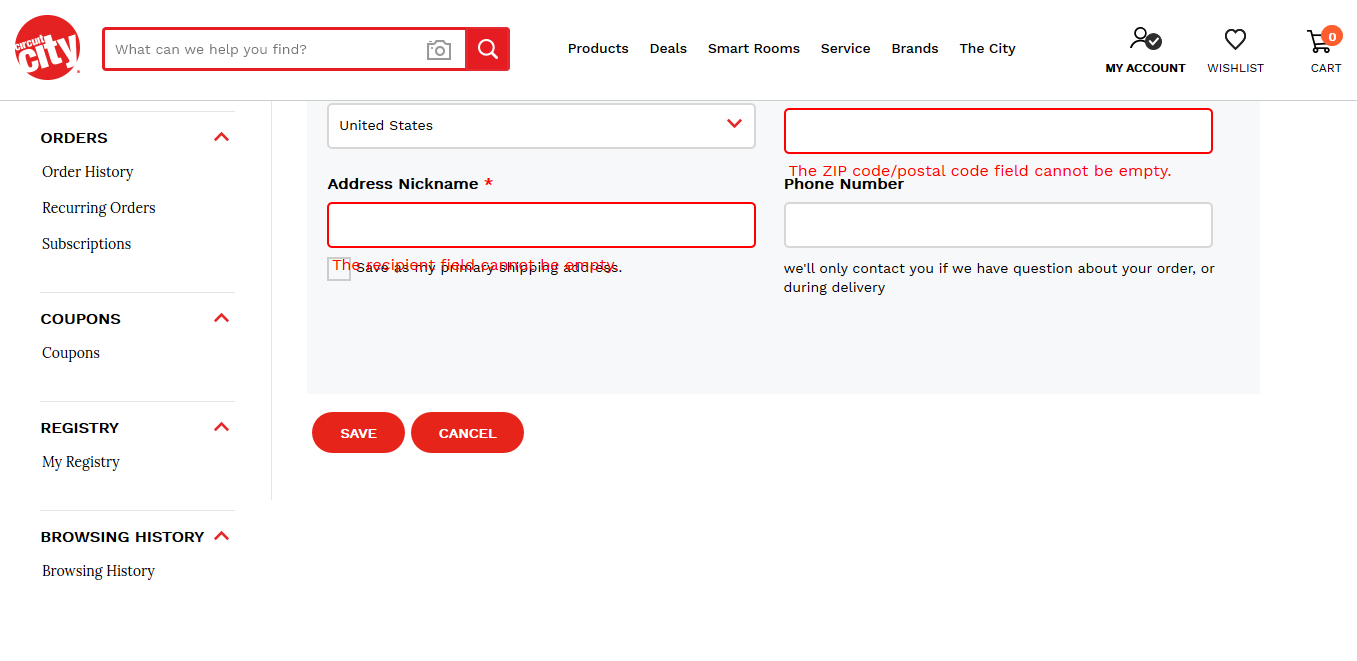 circuit city
What can we help you find?
Products Deals Smart Rooms Service Brands The City
MY ACCOUNT
WISHLIST
0
CART
ORDERS
Order History
Recurring Orders
Subscriptions
COUPONS
Coupons
REGISTRY
My Registry
BROWSING HISTORY
Browsing History
United States
The ZIP code/postal code field cannot be empty.
Address Nickname *
Phone Number
The recipient field cannot be empty.
Save as my primary shipping address.
we'll only contact you if we have question about your order, or
during delivery
SAVE
CANCEL